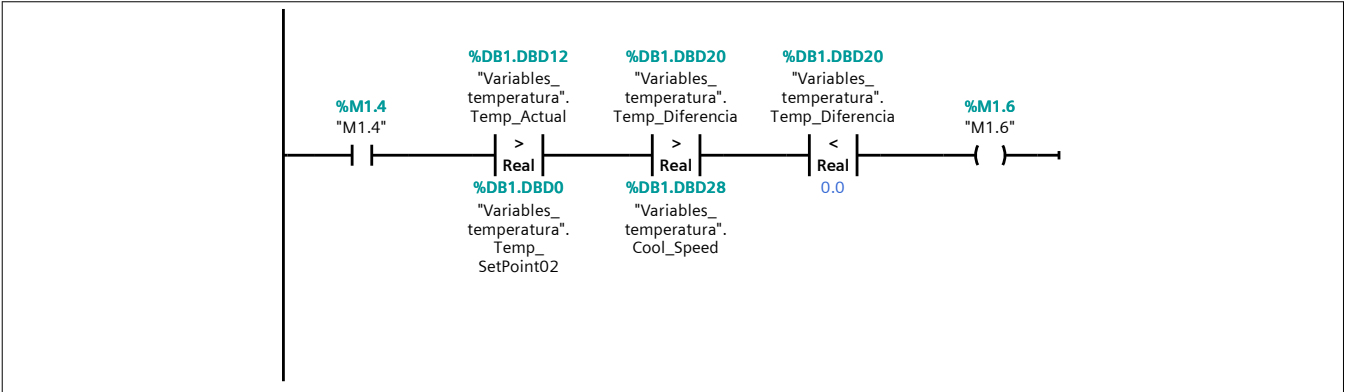 %DB1.DBD12
"Variables_
temperatura".
Temp_Actual
%DB1.DBD20
"Variables_
temperatura".
Temp_Diferencia
%DB1.DBD20
"Variables_
temperatura".
Temp_Diferencia
%M1.4
"M1.4"
%M1.6
"M1.6"
>
Real
>
Real
<
Real
%DB1.DBD0
"Variables_
temperatura".
Temp_
SetPoint02
%DB1.DBD28
"Variables_
temperatura".
Cool_Speed
0.0